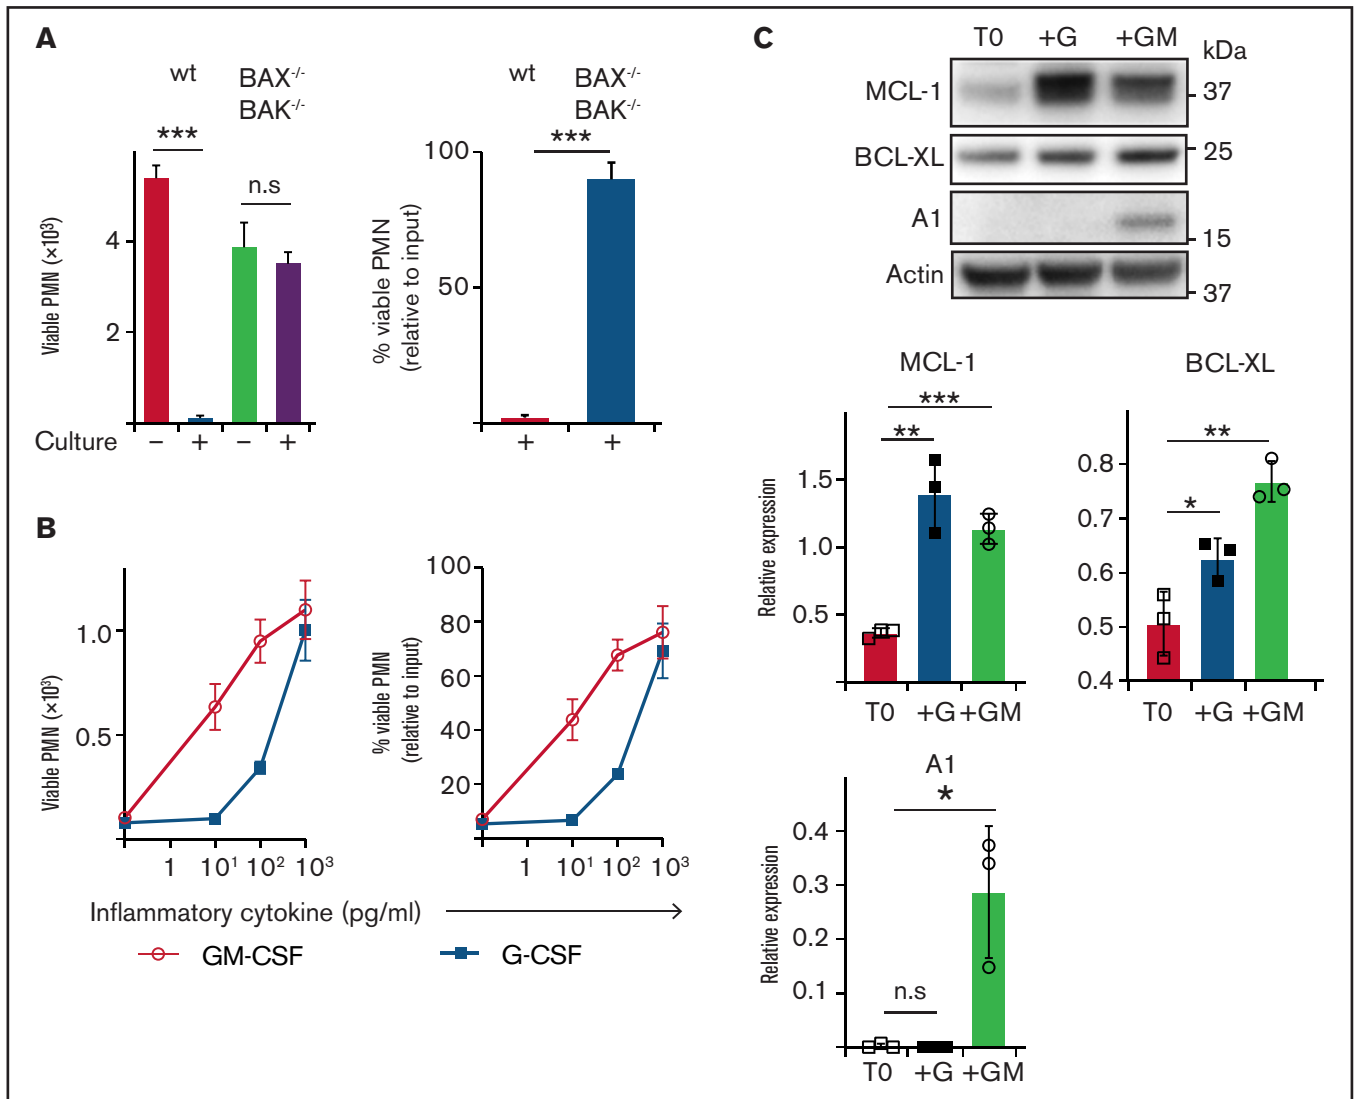 A
wt
BAX-/-
BAK-/-
***
n.s
Viable PMN (×10³)
4
2
Culture
− + − +
wt
BAX-/-
BAK-/-
***
% viable PMN
(relative to input)
100
50
+ +
B
Viable PMN (×10³)
1.0
0.5
1 10¹ 10² 10³
% viable PMN
(relative to input)
100
80
60
40
20
1 10¹ 10² 10³
Inflammatory cytokine (pg/ml)
GM-CSF
G-CSF
C
T0 +G +GM
kDa
MCL-1
37
BCL-XL
25
A1
15
Actin
37
MCL-1
***
**
Relative expression
1.5
1.0
0.5
T0 +G +GM
BCL-XL
**
*
0.8
0.7
0.6
0.5
0.4
T0 +G +GM
A1
*
n.s
Relative expression
0.4
0.3
0.2
0.1
T0 +G +GM